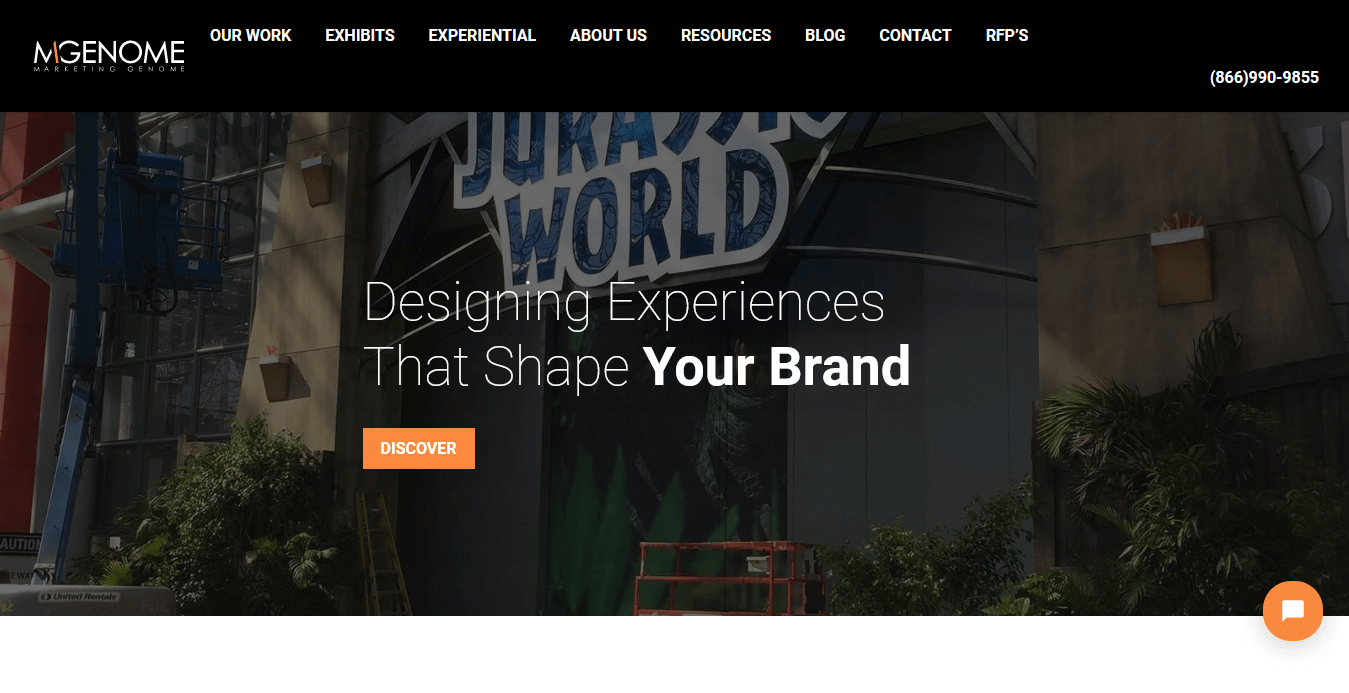 MGENOME
MARKETING GENOME
OUR WORK
EXHIBITS
EXPERIENTIAL
ABOUT US
RESOURCES
BLOG
CONTACT
RFP'S
(866)990-9855
JURASSIC
WORLD
Designing Experiences
That Shape Your Brand
DISCOVER
AUTION
United Rentals